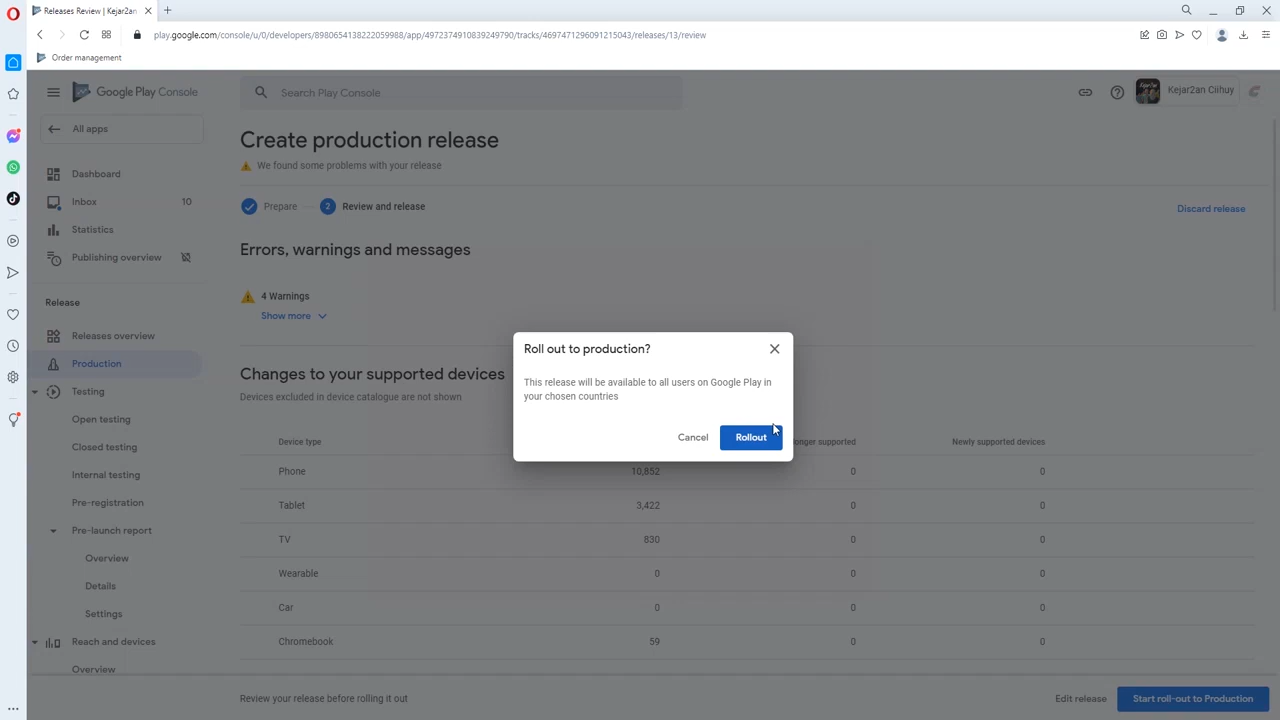 Releases Review | Kejar2an
play.google.com/console/u/0/developers/8980654138222059988/app/4972374910839249790/tracks/4697471296091215043/releases/13/review
Order management
Google Play Console
Search Play Console
Kejar2an Ciihuy
All apps
Dashboard
Inbox 10
Statistics
Publishing overview
Release
Releases overview
Production
Testing
Open testing
Closed testing
Internal testing
Pre-registration
Pre-launch report
Overview
Details
Settings
Reach and devices
Overview
Create production release
We found some problems with your release
Prepare 2 Review and release
Discard release
Errors, warnings and messages
4 Warnings
Show more
Changes to your supported devices
Devices excluded in device catalogue are not shown
Device type longer supported Newly supported devices
Phone 10,852 0 0
Tablet 3,422 0 0
TV 830 0 0
Wearable 0 0 0
Car 0 0 0
Chromebook 59 0 0
Roll out to production?
This release will be available to all users on Google Play in
your chosen countries
Cancel Rollout
Review your release before rolling it out
Edit release Start roll-out to Production